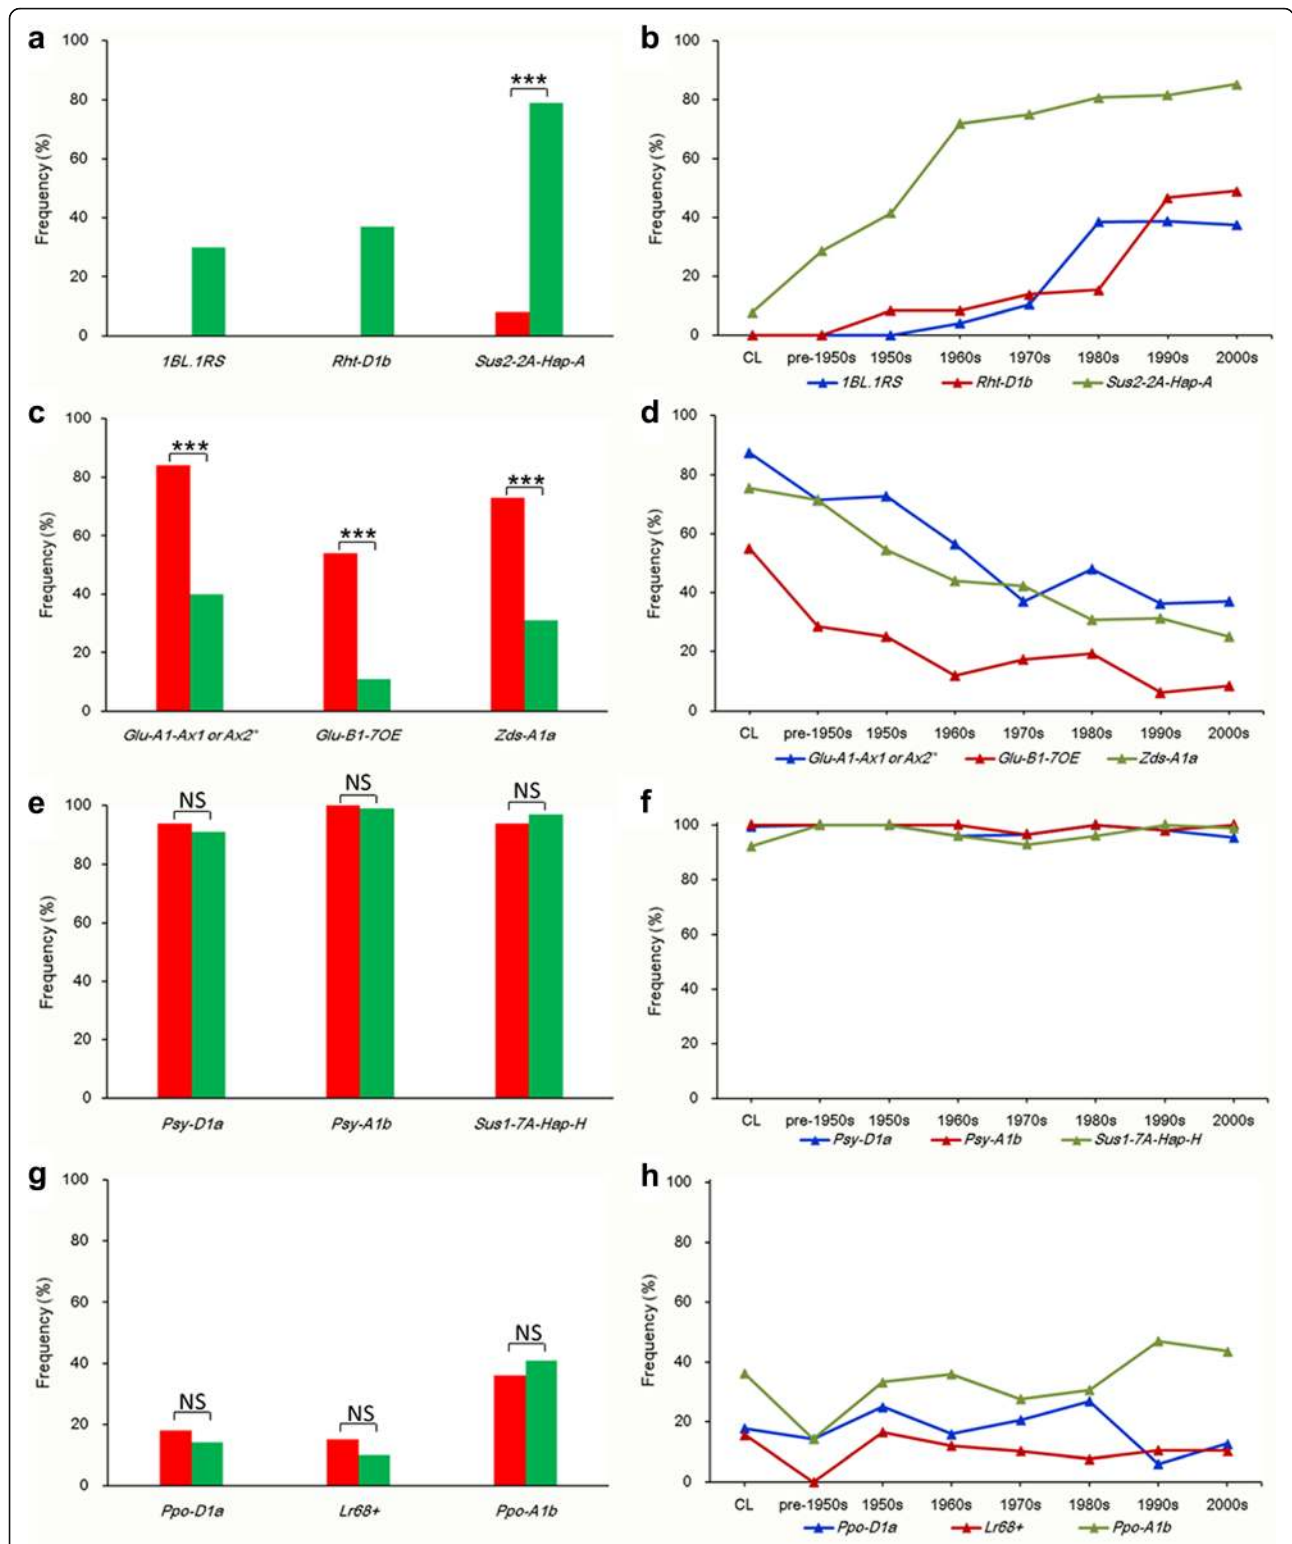 a
100
80
60
40
20
0
Frequency (%)
***
1BL.1RS Rht-D1b Sus2-2A-Hap-A
b
100
80
60
40
20
0
Frequency (%)
CL pre-1950s 1950s 1960s 1970s 1980s 1990s 2000s
1BL.1RS Rht-D1b Sus2-2A-Hap-A
c
100
80
60
40
20
0
Frequency (%)
*** *** ***
Glu-A1-Ax1 or Ax2* Glu-B1-7OE Zds-A1a
d
100
80
60
40
20
0
Frequency (%)
CL pre-1950s 1950s 1960s 1970s 1980s 1990s 2000s
Glu-A1-Ax1 or Ax2* Glu-B1-7OE Zds-A1a
e
100
80
60
40
20
0
Frequency (%)
NS NS NS
Psy-D1a Psy-A1b Sus1-7A-Hap-H
f
100
80
60
40
20
0
Frequency (%)
CL pre-1950s 1950s 1960s 1970s 1980s 1990s 2000s
Psy-D1a Psy-A1b Sus1-7A-Hap-H
g
100
80
60
40
20
0
Frequency (%)
NS NS NS
Ppo-D1a Lr68+ Ppo-A1b
h
100
80
60
40
20
0
Frequency (%)
CL pre-1950s 1950s 1960s 1970s 1980s 1990s 2000s
Ppo-D1a Lr68+ Ppo-A1b